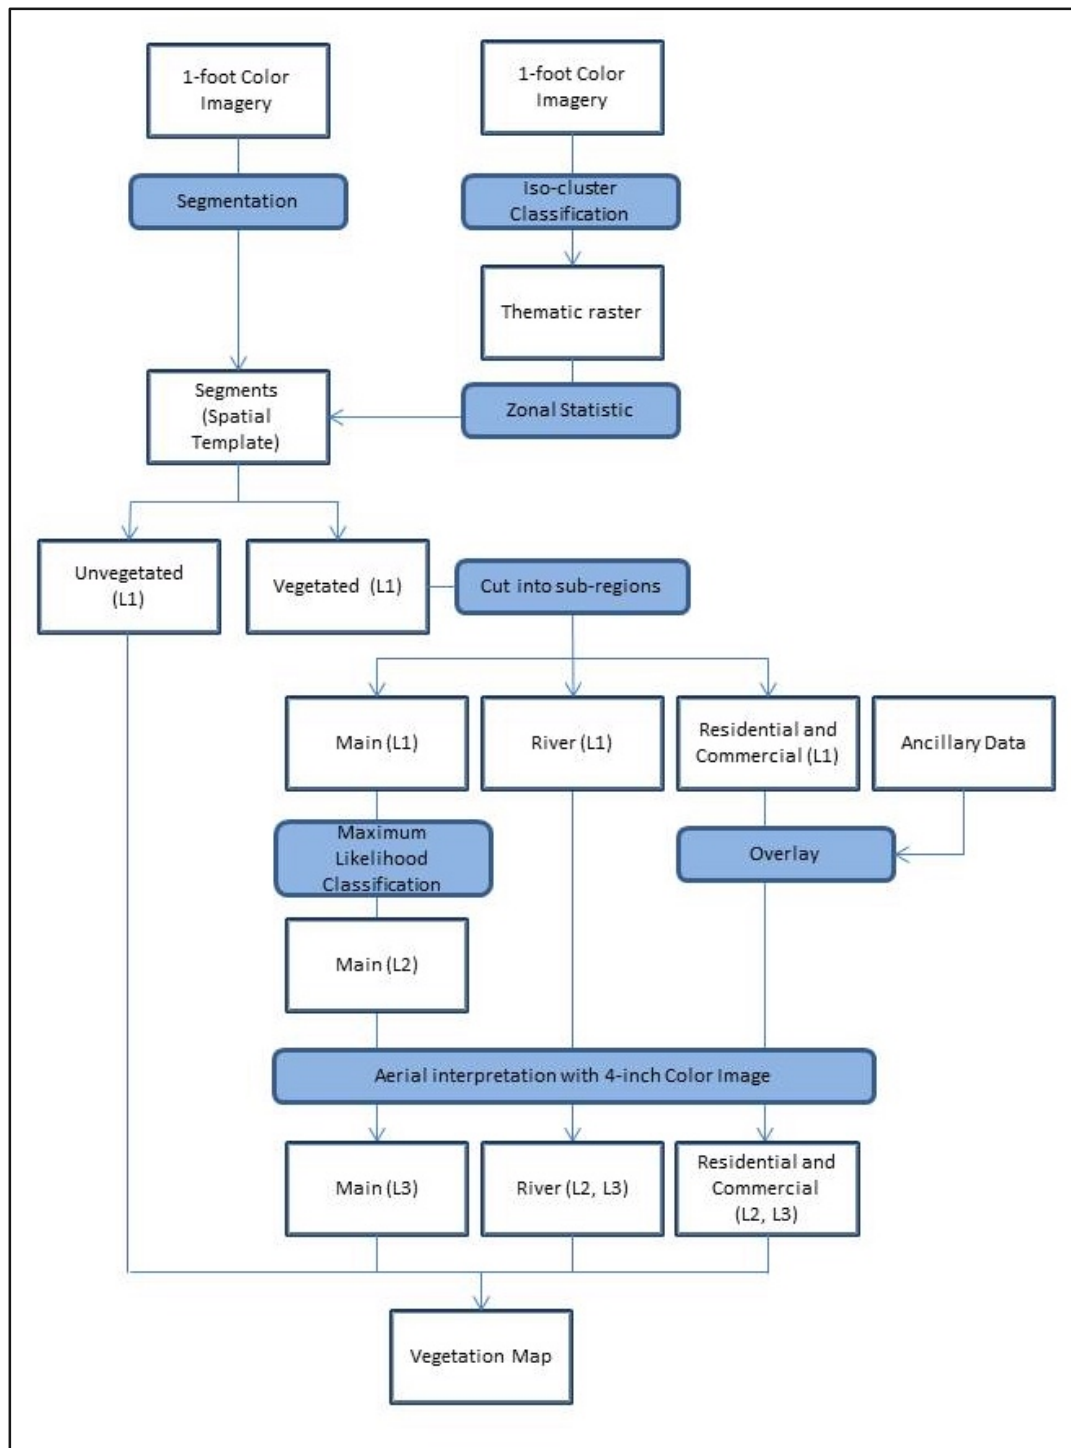 1-foot Color
Imagery
1-foot Color
Imagery
Segmentation
Iso-cluster
Classification
Thematic raster
Segments
(Spatial
Template)
Zonal Statistic
Unvegetated
(L1)
Vegetated (L1)
Cut into sub-regions
Main (L1)
River (L1)
Residential and
Commercial (L1)
Ancillary Data
Maximum
Likelihood
Classification
Overlay
Main (L2)
Aerial interpretation with 4-inch Color Image
Main (L3)
River (L2, L3)
Residential and
Commercial
(L2, L3)
Vegetation Map